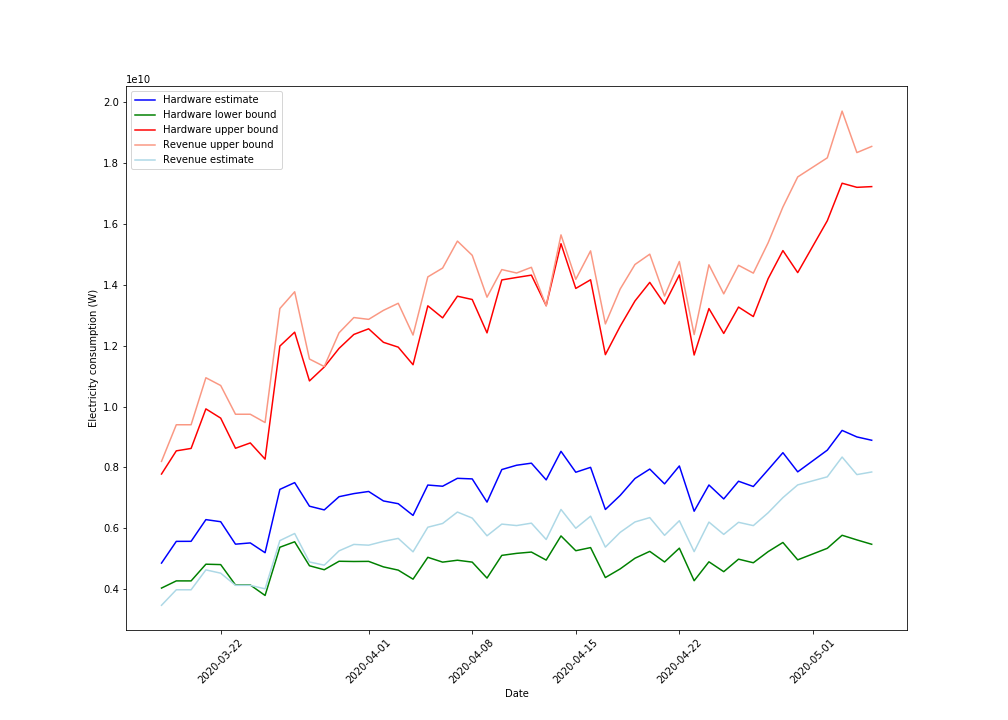 1e10
Hardware estimate
Hardware lower bound
Hardware upper bound
Revenue upper bound
Revenue estimate
2.0
1.8
1.6
1.4
1.2
1.0
0.8
0.6
0.4
Electricity consumption (W)
2020-03-22
2020-04-01
2020-04-08
2020-04-15
2020-04-22
2020-05-01
Date